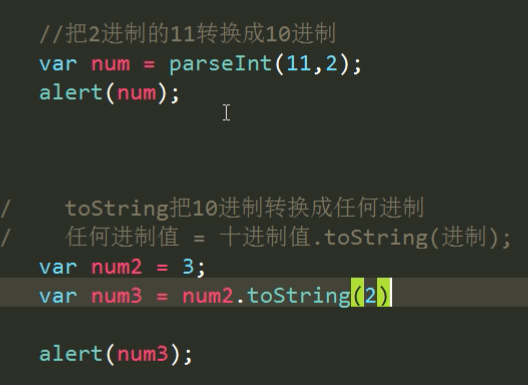 //把2进制的11转换成10进制
var num = parseInt(11,2);
alert(num);
/ toString把10进制转换成任何进制
/ 任何进制值 = 十进制值.toString(进制);
var num2 = 3;
var num3 = num2.toString(2)
alert(num3);